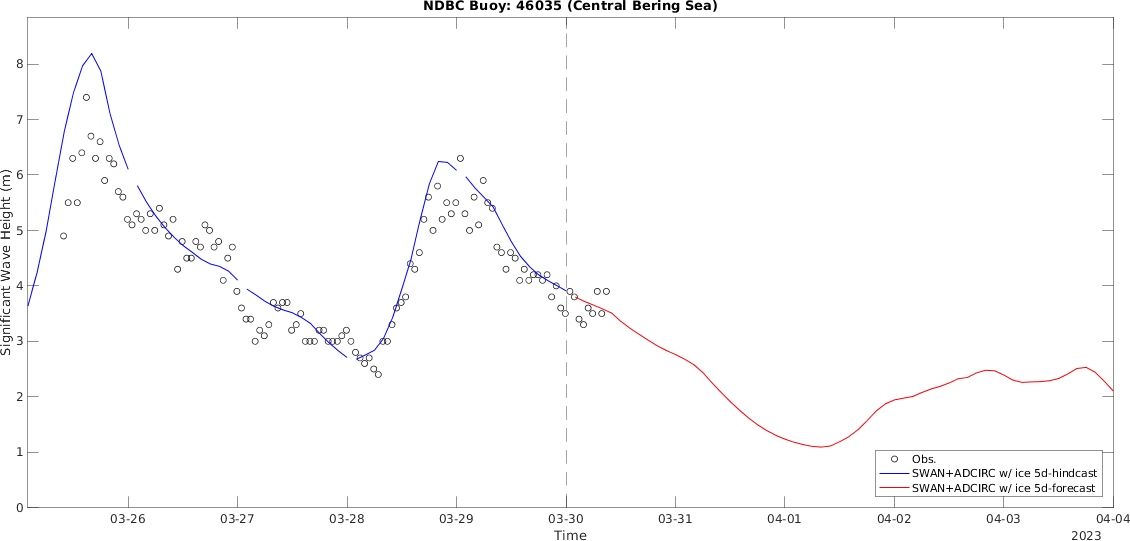 NDBC Buoy: 46035 (Central Bering Sea)
Significant Wave Height (m)
8
7
6
5
4
3
2
1
0
Obs.
SWAN+ADCIRC w/ ice 5d-hindcast
SWAN+ADCIRC w/ ice 5d-forecast
03-26 03-27 03-28 03-29 03-30 03-31 04-01 04-02 04-03 04-04
Time
2023